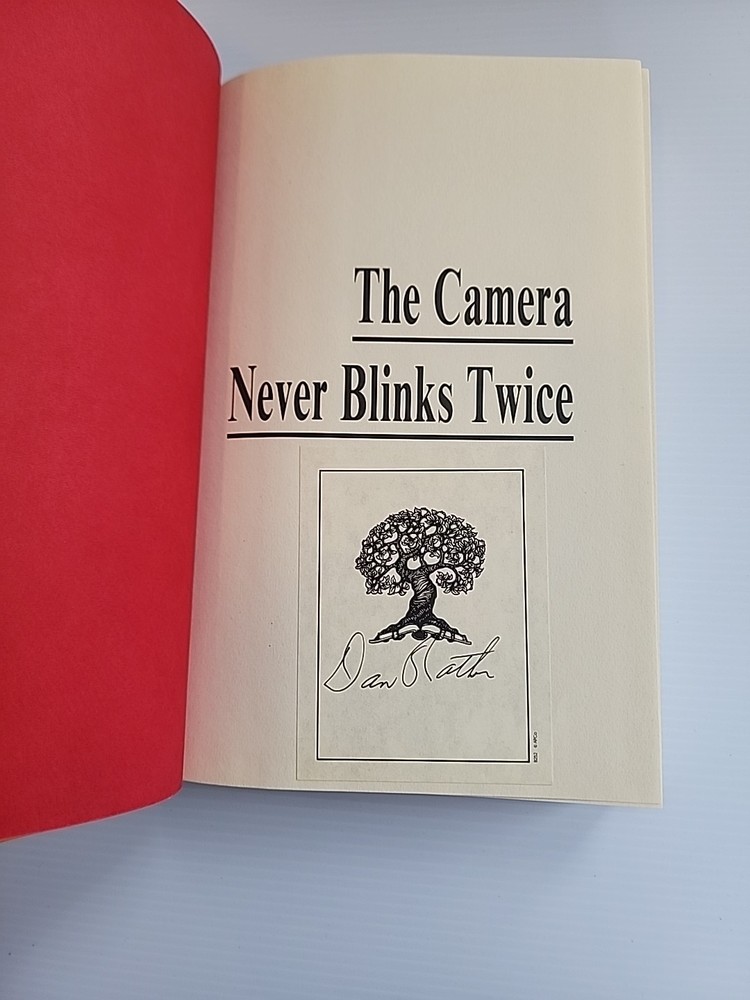 The Camera
Never Blinks Twice
Dan Rather